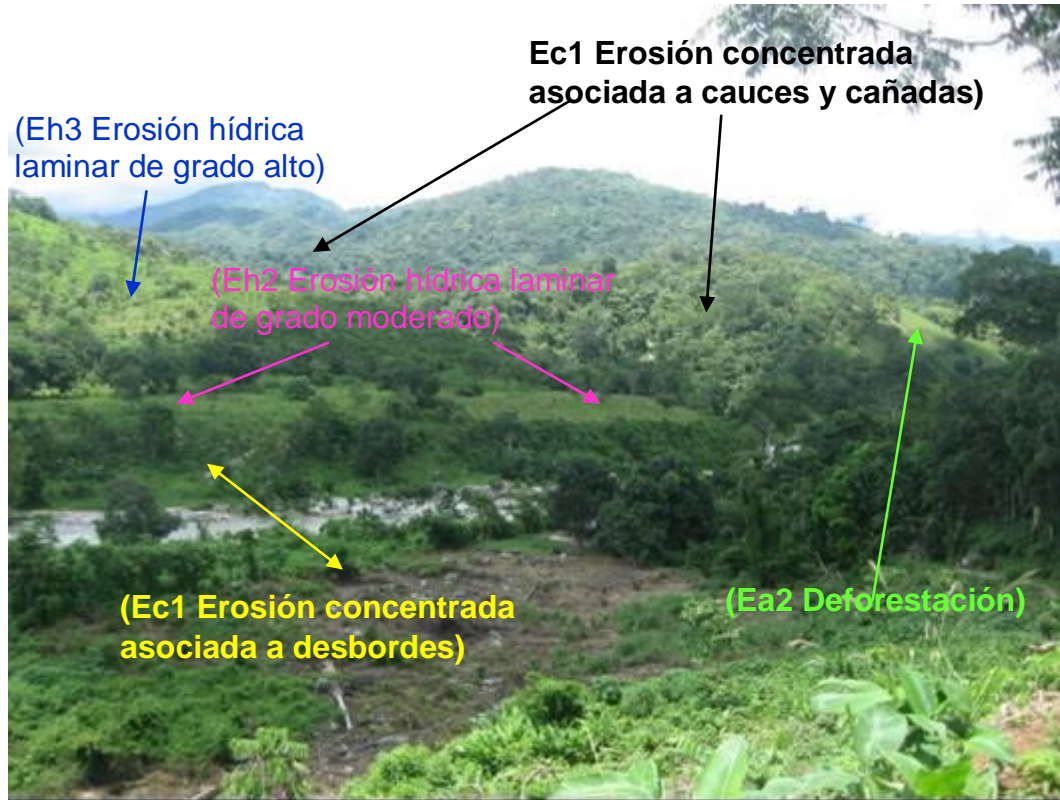 Ec1 Erosión concentrada
asociada a cauces y cañadas)
(Eh3 Erosión hídrica
laminar de grado alto)
(Eh2 Erosión hídrica laminar
de grado moderado)
(Ec1 Erosión concentrada
asociada a desbordes)
(Ea2 Deforestación)